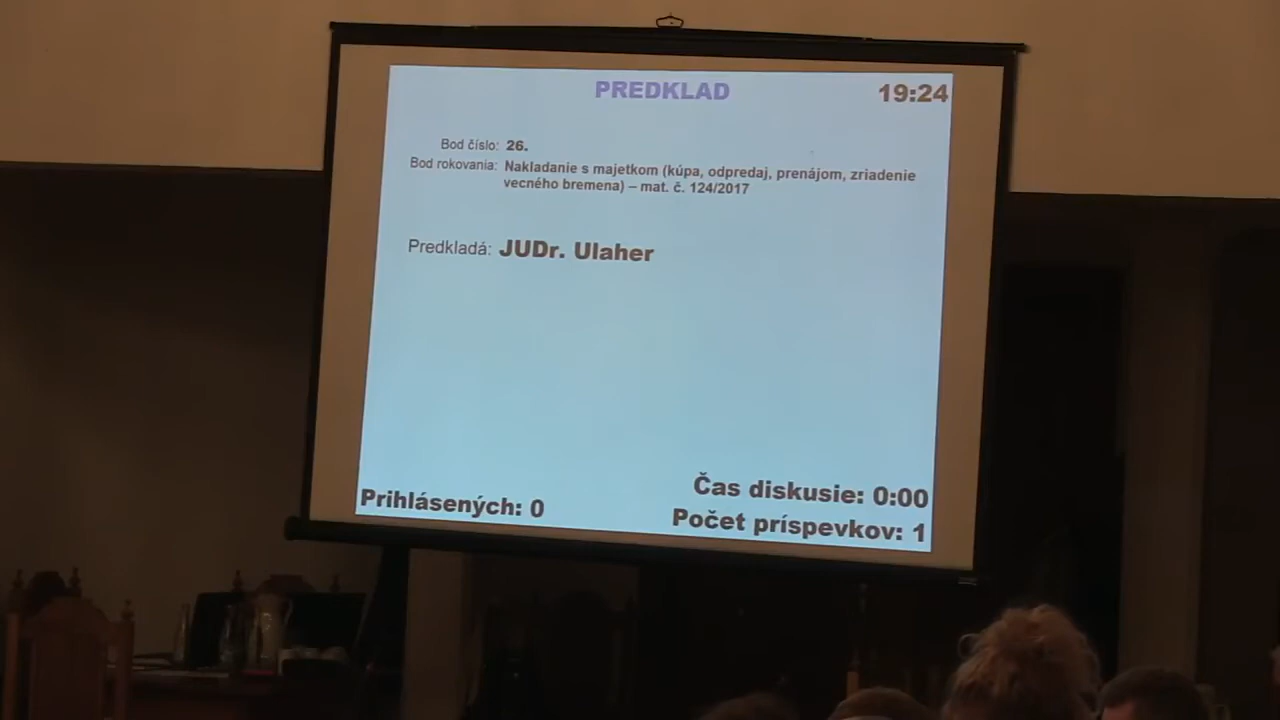 PREDKLAD 19:24
Bod číslo: 26.
Bod rokovania: Nakladanie s majetkom (kúpa, odpredaj, prenájom, zriadenie
vecného bremena) – mat. č. 124/2017
Predkladá: JUDr. Ulaher
Čas diskusie: 0:00
Prihlásených: 0
Počet príspevkov: 1